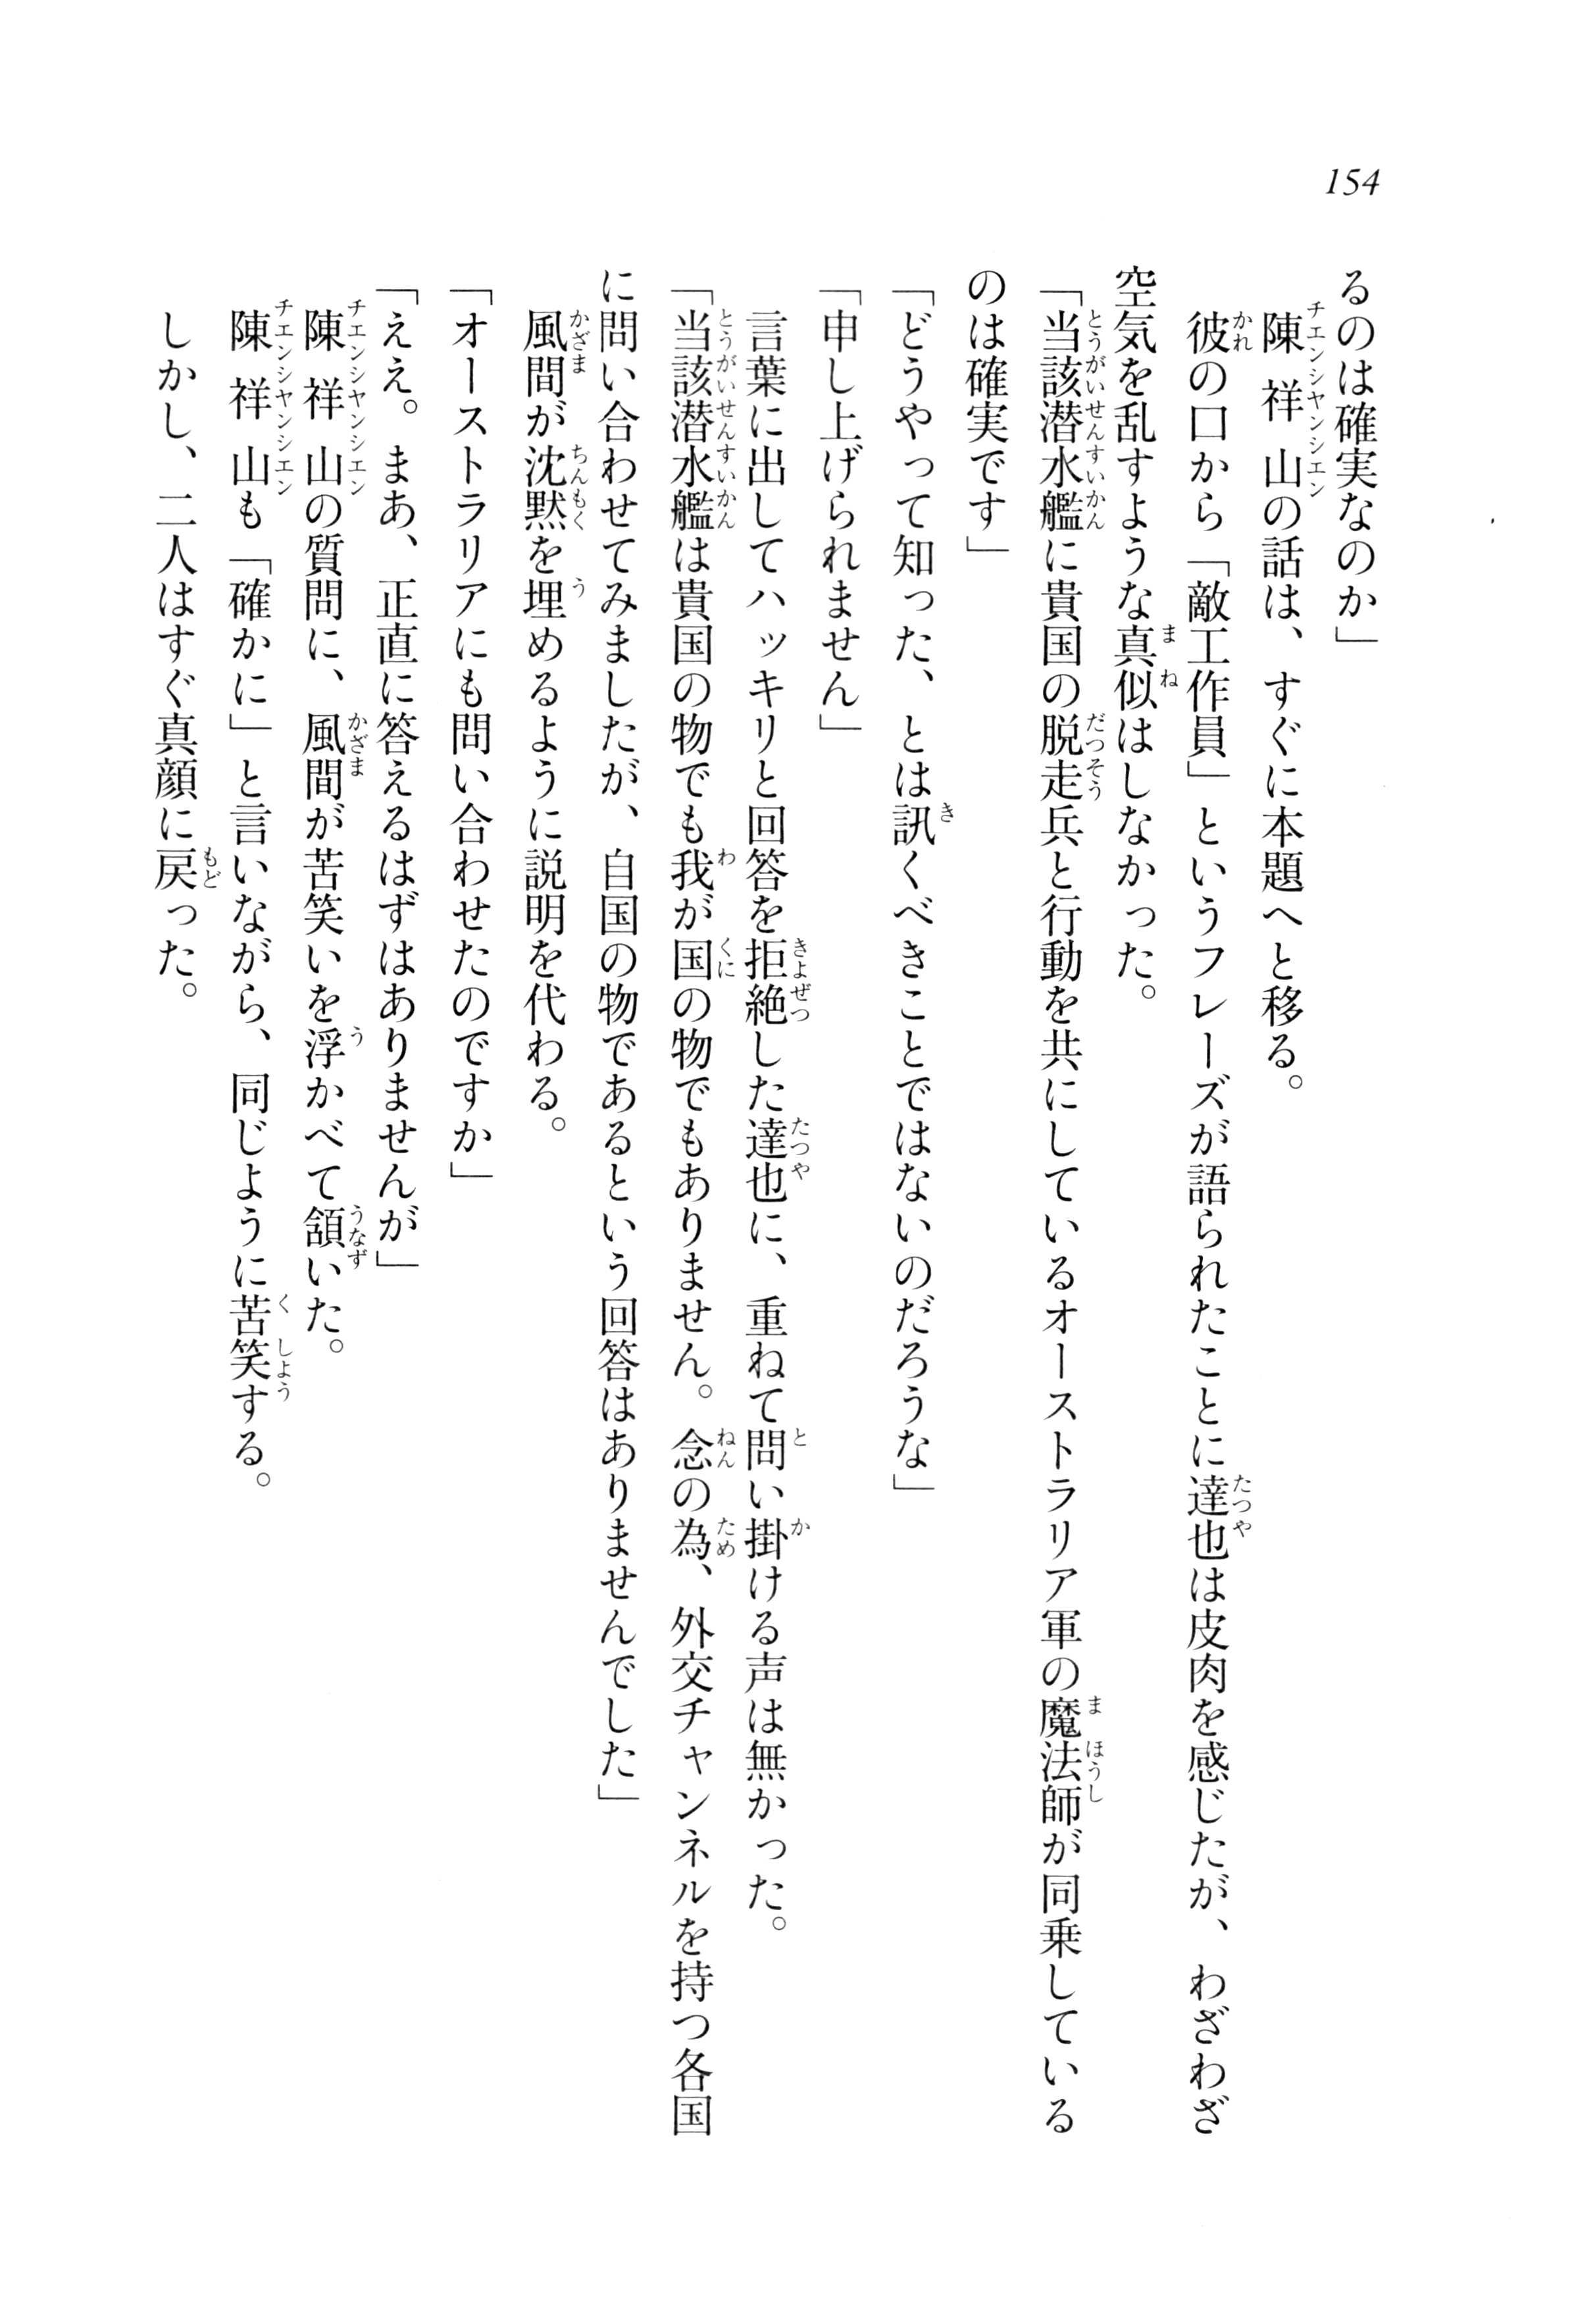 154
るのは確実なのか」
陳祥山の話は、すぐに本題へと移る。
彼の口から「敵工作員」というフレーズが語られたことに達也は皮肉を感じたが、わざわざ
空気を乱すような真似はしなかった。
「当該潜水艦に貴国の脱走兵と行動を共にしているオーストラリア軍の魔法師が同乗している
のは確実です」
「どうやって知った、とは訊くべきことではないのだろうな」
「申し上げられません」
言葉に出してハッキリと回答を拒絶した達也に、重ねて問い掛ける声は無かった。
「当該潜水艦は貴国の物でも我が国の物でもありません。念の為、外交チャンネルを持つ各国
に問い合わせてみましたが、自国の物であるという回答はありませんでした」
風間が沈黙を埋めるように説明を代わる。
「オーストラリアにも問い合わせたのですか」
「ええ。まあ、正直に答えるはずはありませんが」
陳祥山の質問に、風間が苦笑いを浮かべて頷いた。
陳祥山も「確かに」と言いながら、同じように苦笑する。
しかし、二人はすぐ真顔に戻った。